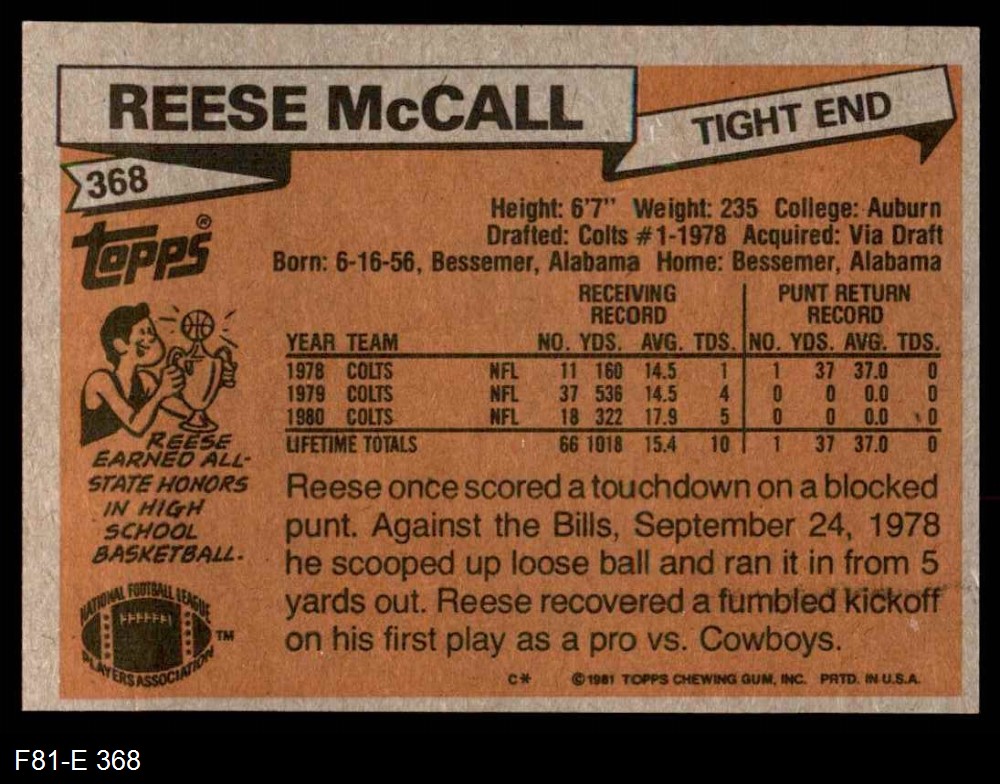 REESE McCALL
TIGHT END
368
Topps®
Height: 6'7" Weight: 235 College: Auburn
Drafted: Colts #1-1978 Acquired: Via Draft
Born: 6-16-56, Bessemer, Alabama Home: Bessemer, Alabama
RECEIVING RECORD PUNT RETURN RECORD
YEAR TEAM NO. YDS. AVG. TDS. NO. YDS. AVG. TDS.
1978 COLTS NFL 11 160 14.5 1 1 37 37.0 0
1979 COLTS NFL 37 536 14.5 4 0 0 0.0 0
1980 COLTS NFL 18 322 17.9 5 0 0 0.0 0
LIFETIME TOTALS 66 1018 15.4 10 1 37 37.0 0
REESE
EARNED ALL-
STATE HONORS
IN HIGH
SCHOOL
BASKETBALL.
Reese once scored a touchdown on a blocked
punt. Against the Bills, September 24, 1978
he scooped up loose ball and ran it in from 5
yards out. Reese recovered a fumbled kickoff
on his first play as a pro vs. Cowboys.
NATIONAL FOOTBALL LEAGUE
NFLPA
PLAYERS ASSOCIATION
TM
C* ©1981 TOPPS CHEWING GUM, INC. PRTD. IN U.S.A.
F81-E 368